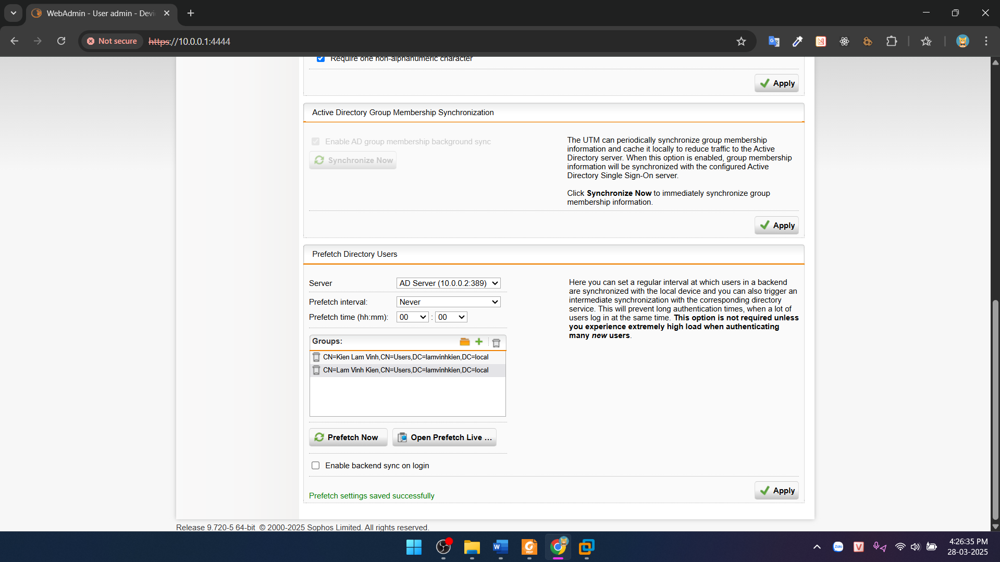 WebAdmin - User admin - Devi
Not secure
https://10.0.0.1:4444
Require one non-alphanumeric character
Apply
Active Directory Group Membership Synchronization
Enable AD group membership background sync
Synchronize Now
The UTM can periodically synchronize group membership
information and cache it locally to reduce traffic to the Active
Directory server. When this option is enabled, group membership
information will be synchronized with the configured Active
Directory Single Sign-On server.
Click Synchronize Now to immediately synchronize group
membership information.
Apply
Prefetch Directory Users
Server
AD Server (10.0.0.2:389)
Prefetch interval:
Never
Prefetch time (hh:mm):
00 : 00
Here you can set a regular interval at which users in a backend
are synchronized with the local device and you can also trigger an
intermediate synchronization with the corresponding directory
service. This will prevent long authentication times, when a lot of
users log in at the same time. This option is not required unless
you experience extremely high load when authenticating
many new users.
Groups:
CN=Kien Lam Vinh,CN=Users,DC=lamvinhkien,DC=local
CN=Lam Vinh Kien,CN=Users,DC=lamvinhkien,DC=local
Prefetch Now
Open Prefetch Live ...
Enable backend sync on login
Prefetch settings saved successfully
Apply
Release 9.720-5 64-bit © 2000-2025 Sophos Limited. All rights reserved.
W
PDF
Zalo
V
4:26:35 PM
28-03-2025